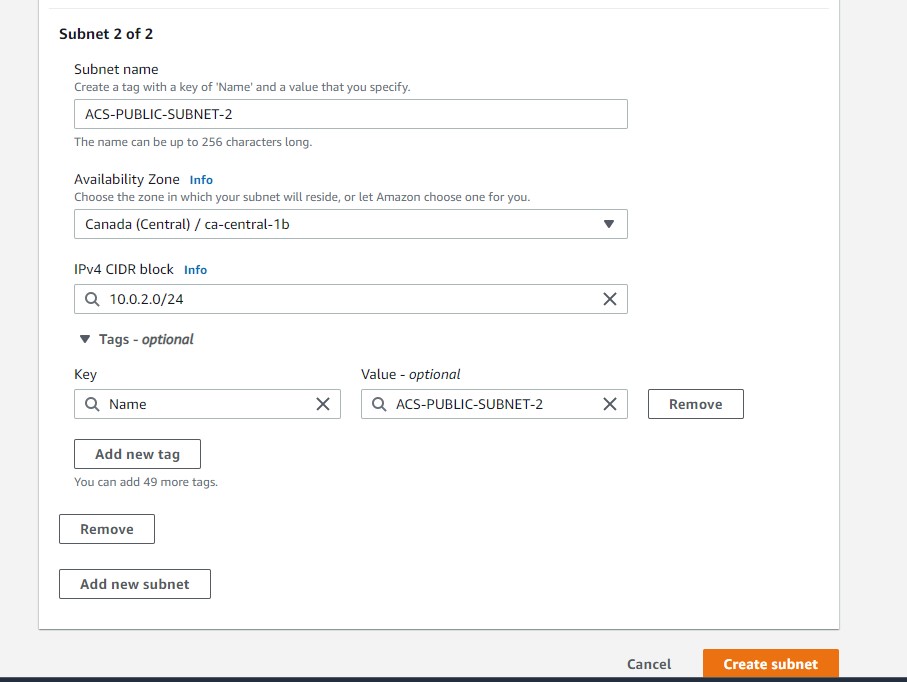 Subnet 2 of 2
Subnet name
Create a tag with a key of 'Name' and a value that you specify.
ACS-PUBLIC-SUBNET-2
The name can be up to 256 characters long.
Availability Zone Info
Choose the zone in which your subnet will reside, or let Amazon choose one for you.
Canada (Central) / ca-central-1b
IPv4 CIDR block Info
10.0.2.0/24
Tags - optional
Key Value - optional
Name ACS-PUBLIC-SUBNET-2 Remove
Add new tag
You can add 49 more tags.
Remove
Add new subnet
Cancel Create subnet